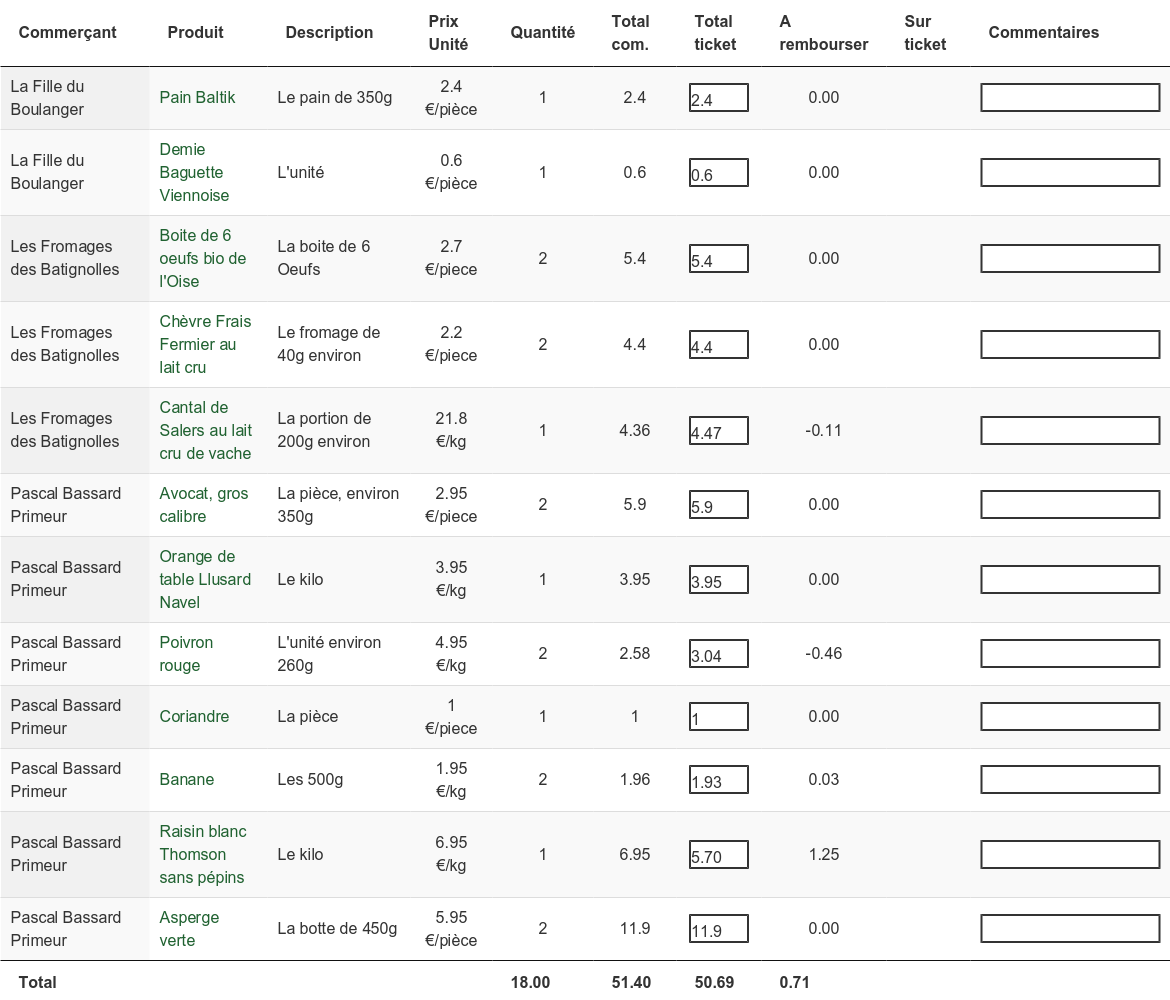 Commerçant Produit Description Prix Unité Quantité Total com. Total ticket A rembourser Sur ticket Commentaires
La Fille du Boulanger Pain Baltik Le pain de 350g 2.4 €/pièce 1 2.4 2.4 0.00
La Fille du Boulanger Demie Baguette Viennoise L'unité 0.6 €/pièce 1 0.6 0.6 0.00
Les Fromages des Batignolles Boite de 6 oeufs bio de l'Oise La boite de 6 Oeufs 2.7 €/piece 2 5.4 5.4 0.00
Les Fromages des Batignolles Chèvre Frais Fermier au lait cru Le fromage de 40g environ 2.2 €/piece 2 4.4 4.4 0.00
Les Fromages des Batignolles Cantal de Salers au lait cru de vache La portion de 200g environ 21.8 €/kg 1 4.36 4.47 -0.11
Pascal Bassard Primeur Avocat, gros calibre La pièce, environ 350g 2.95 €/piece 2 5.9 5.9 0.00
Pascal Bassard Primeur Orange de table Llusard Navel Le kilo 3.95 €/kg 1 3.95 3.95 0.00
Pascal Bassard Primeur Poivron rouge L'unité environ 260g 4.95 €/kg 2 2.58 3.04 -0.46
Pascal Bassard Primeur Coriandre La pièce 1 €/piece 1 1 1 0.00
Pascal Bassard Primeur Banane Les 500g 1.95 €/kg 2 1.96 1.93 0.03
Pascal Bassard Primeur Raisin blanc Thomson sans pépins Le kilo 6.95 €/kg 1 6.95 5.70 1.25
Pascal Bassard Primeur Asperge verte La botte de 450g 5.95 €/pièce 2 11.9 11.9 0.00
Total 18.00 51.40 50.69 0.71